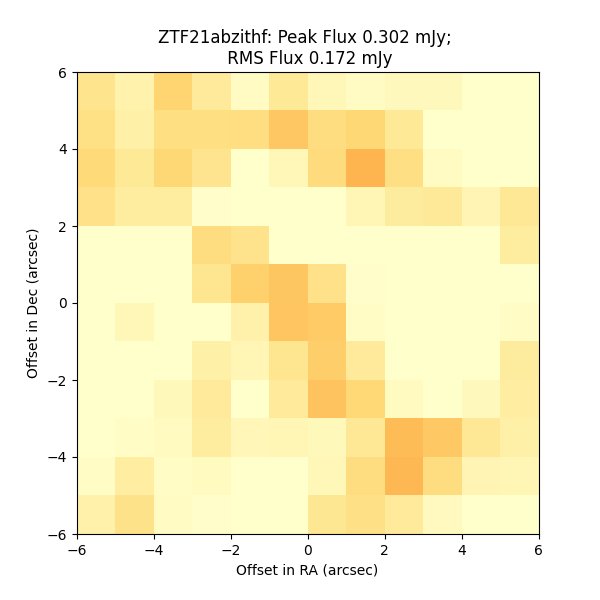 ZTF21abzithf: Peak Flux 0.302 mJy;
RMS Flux 0.172 mJy
6
4
2
0
−2
−4
−6
Offset in Dec (arcsec)
−6 −4 −2 0 2 4 6
Offset in RA (arcsec)